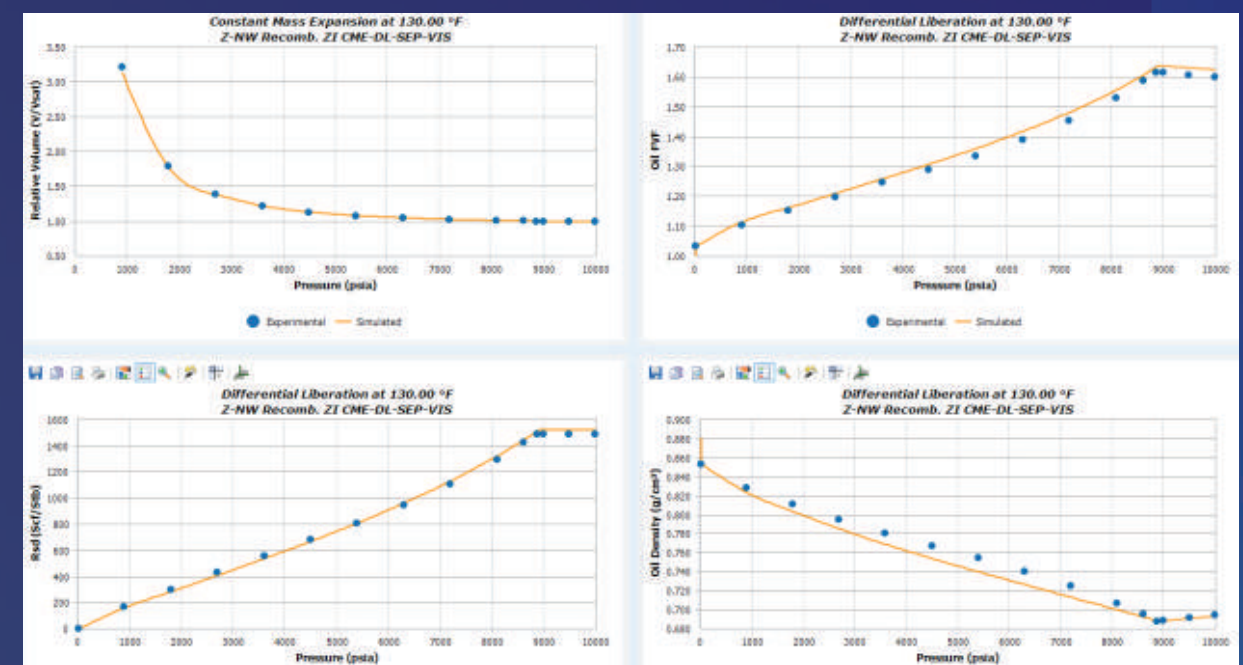 Constant Mass Expansion at 130.00 °F
Z-NW Recomb. ZI CME-DL-SEP-VIS
Relative Volume (V/Vsat)
3.50
3.00
2.50
2.00
1.50
1.00
0.50
0 1000 2000 3000 4000 5000 6000 7000 8000 9000 10000
Pressure (psia)
Experimental Simulated
Differential Liberation at 130.00 °F
Z-NW Recomb. ZI CME-DL-SEP-VIS
Oil FVF
1.70
1.60
1.50
1.40
1.30
1.20
1.10
1.00
0 1000 2000 3000 4000 5000 6000 7000 8000 9000 10000
Pressure (psia)
Experimental Simulated
Differential Liberation at 130.00 °F
Z-NW Recomb. ZI CME-DL-SEP-VIS
Rsd (Scf/Stb)
1600
1400
1200
1000
800
600
400
200
0
0 1000 2000 3000 4000 5000 6000 7000 8000 9000 10000
Pressure (psia)
Differential Liberation at 130.00 °F
Z-NW Recomb. ZI CME-DL-SEP-VIS
Oil Density (g/cm³)
0.900
0.880
0.860
0.840
0.820
0.800
0.780
0.760
0.740
0.720
0.700
0.680
0 1000 2000 3000 4000 5000 6000 7000 8000 9000 10000
Pressure (psia)